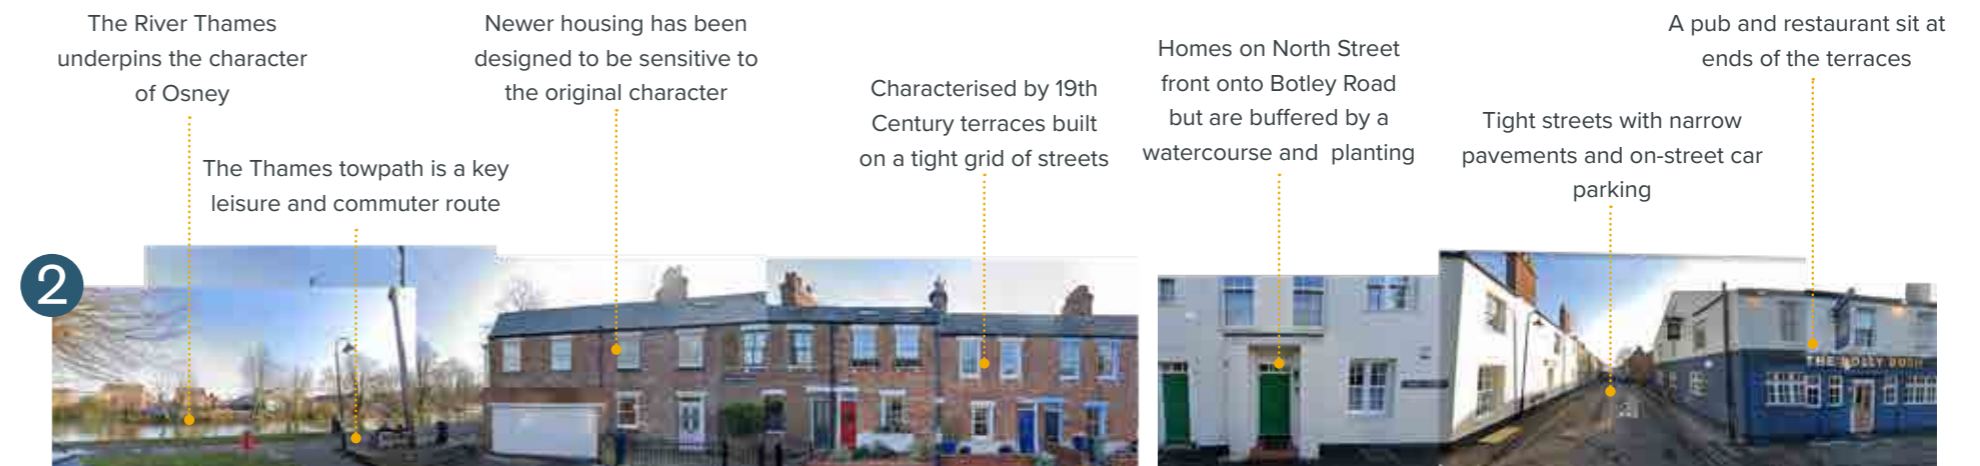 The River Thames
underpins the character
of Osney
The Thames towpath is a key
leisure and commuter route
Newer housing has been
designed to be sensitive to
the original character
Characterised by 19th
Century terraces built
on a tight grid of streets
Homes on North Street
front onto Botley Road
but are buffered by a
watercourse and planting
Tight streets with narrow
pavements and on-street car
parking
A pub and restaurant sit at
ends of the terraces
2
THE HOLLY BUSH